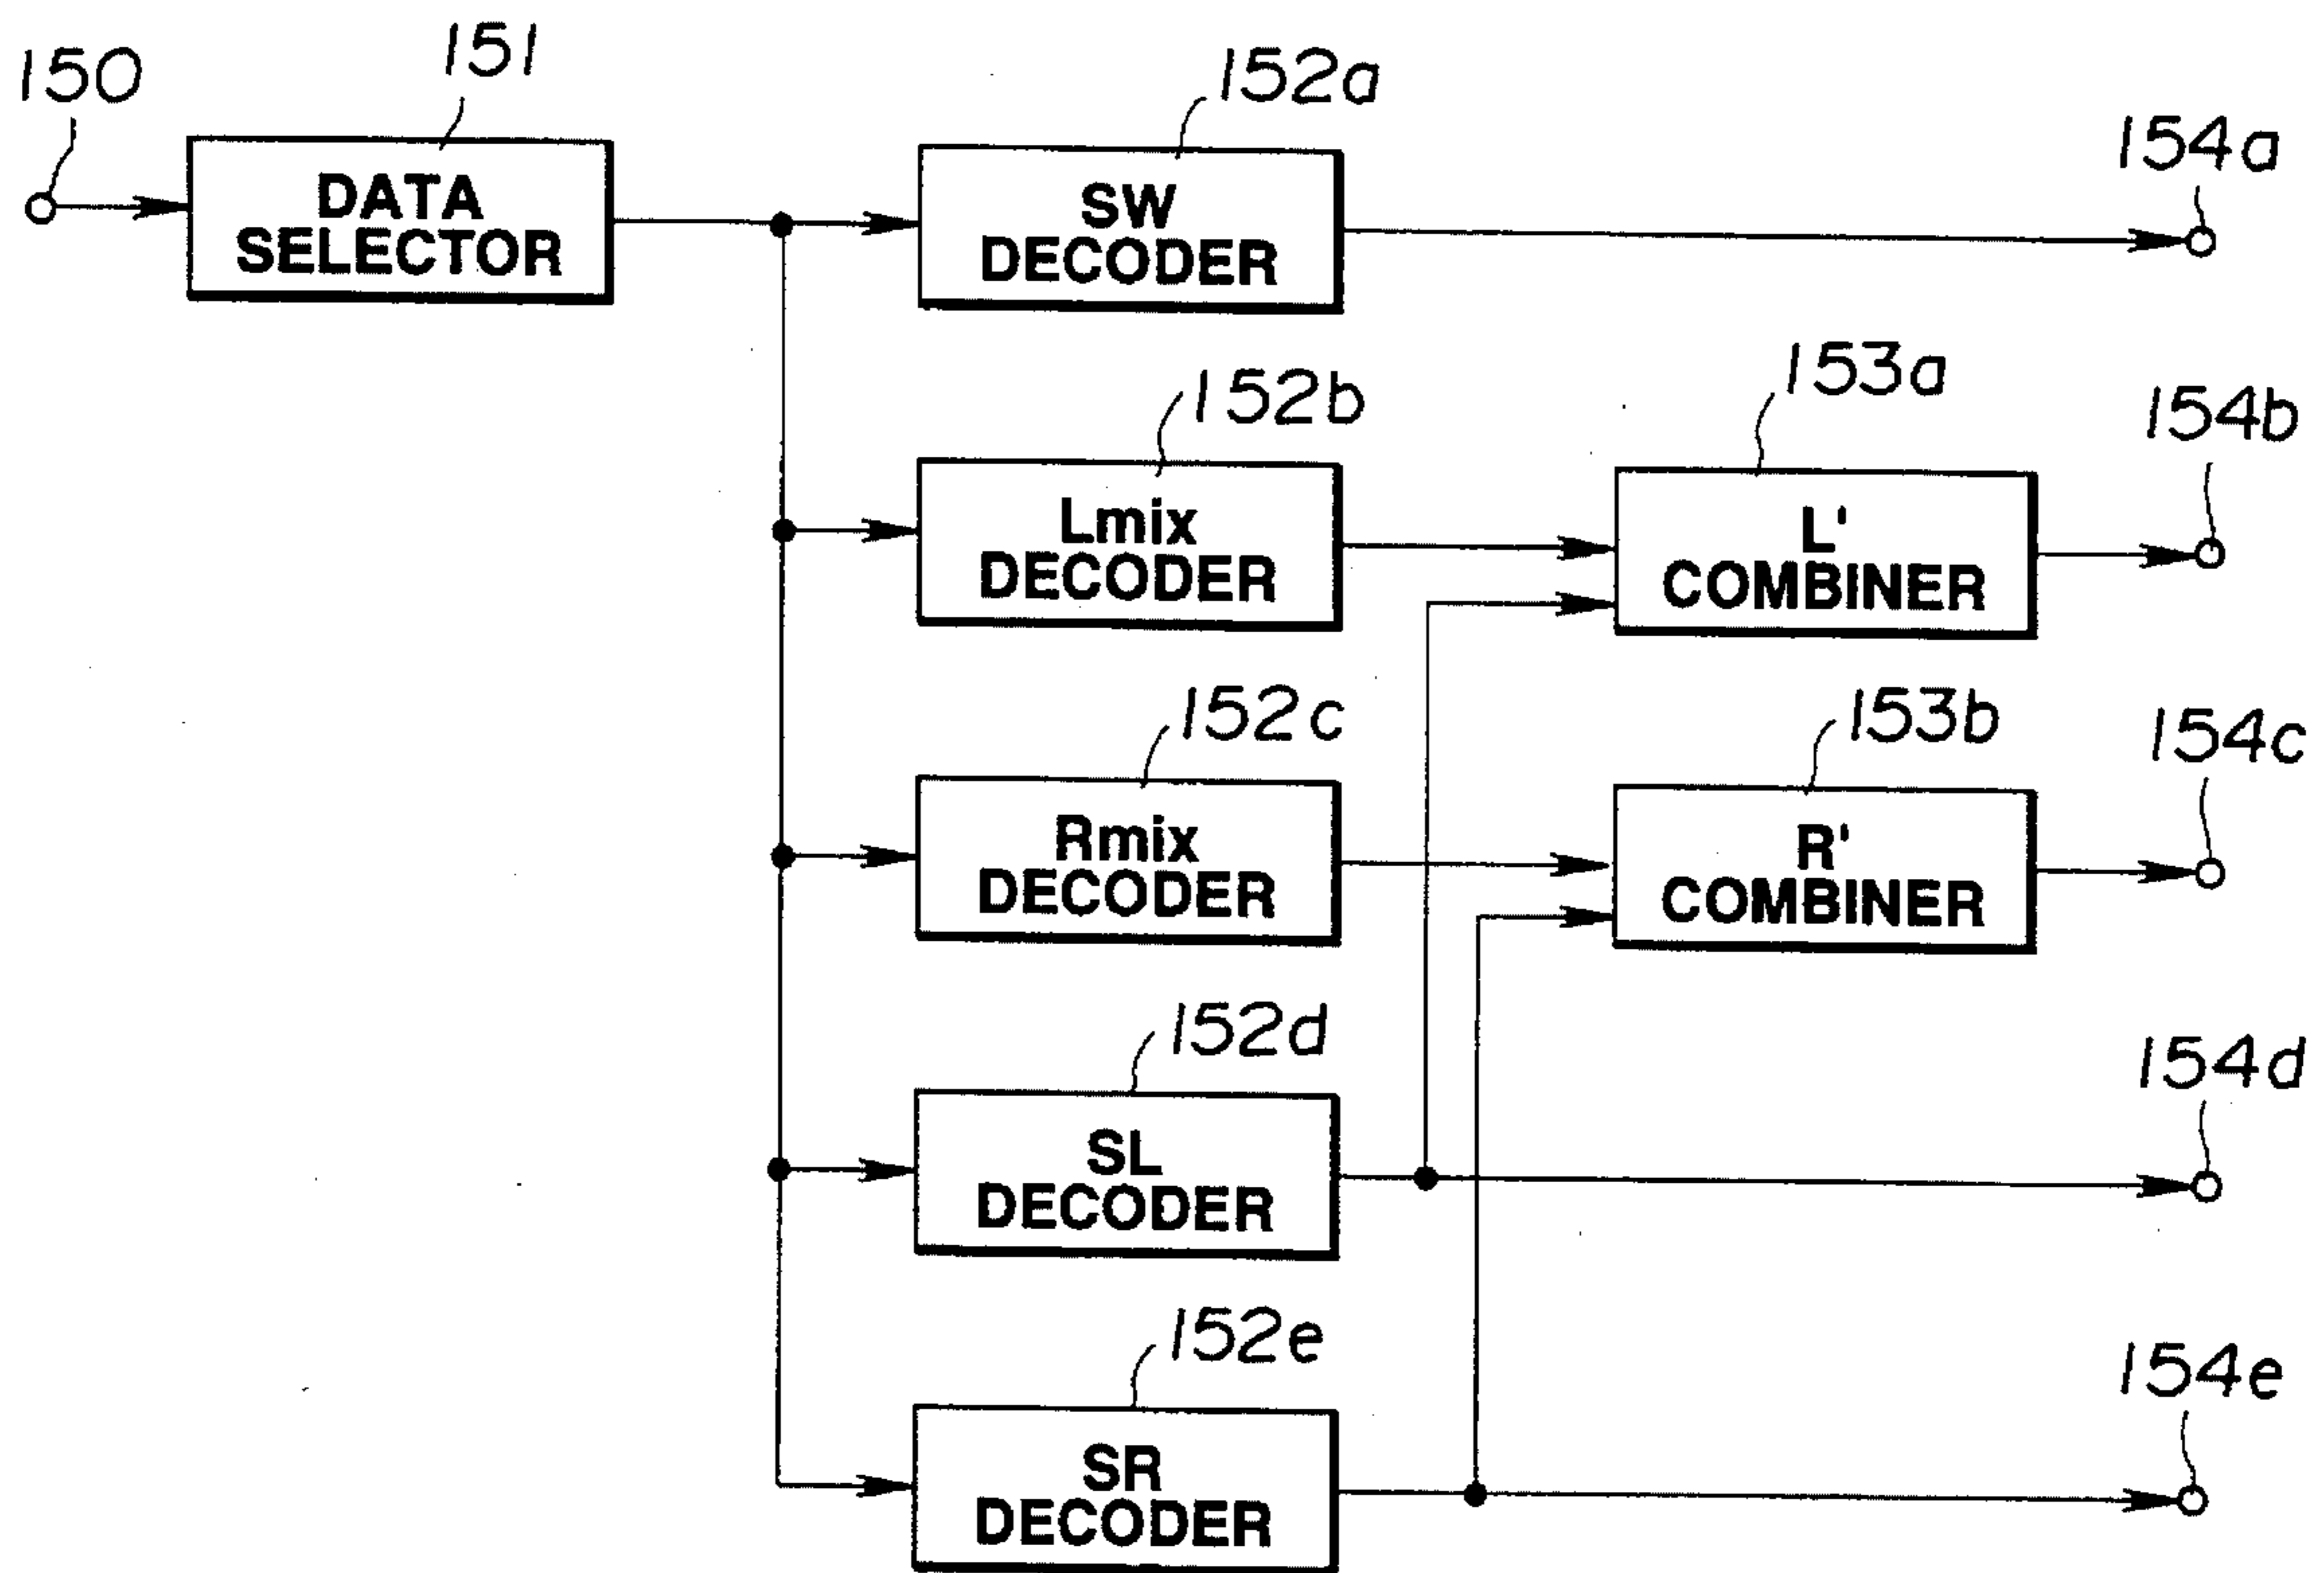 150
151
152a
154a
DATA
SELECTOR
SW
DECODER
152b
153a
154b
Lmix
DECODER
L'
COMBINER
152c
153b
154c
Rmix
DECODER
R'
COMBINER
152d
154d
SL
DECODER
152e
154e
SR
DECODER